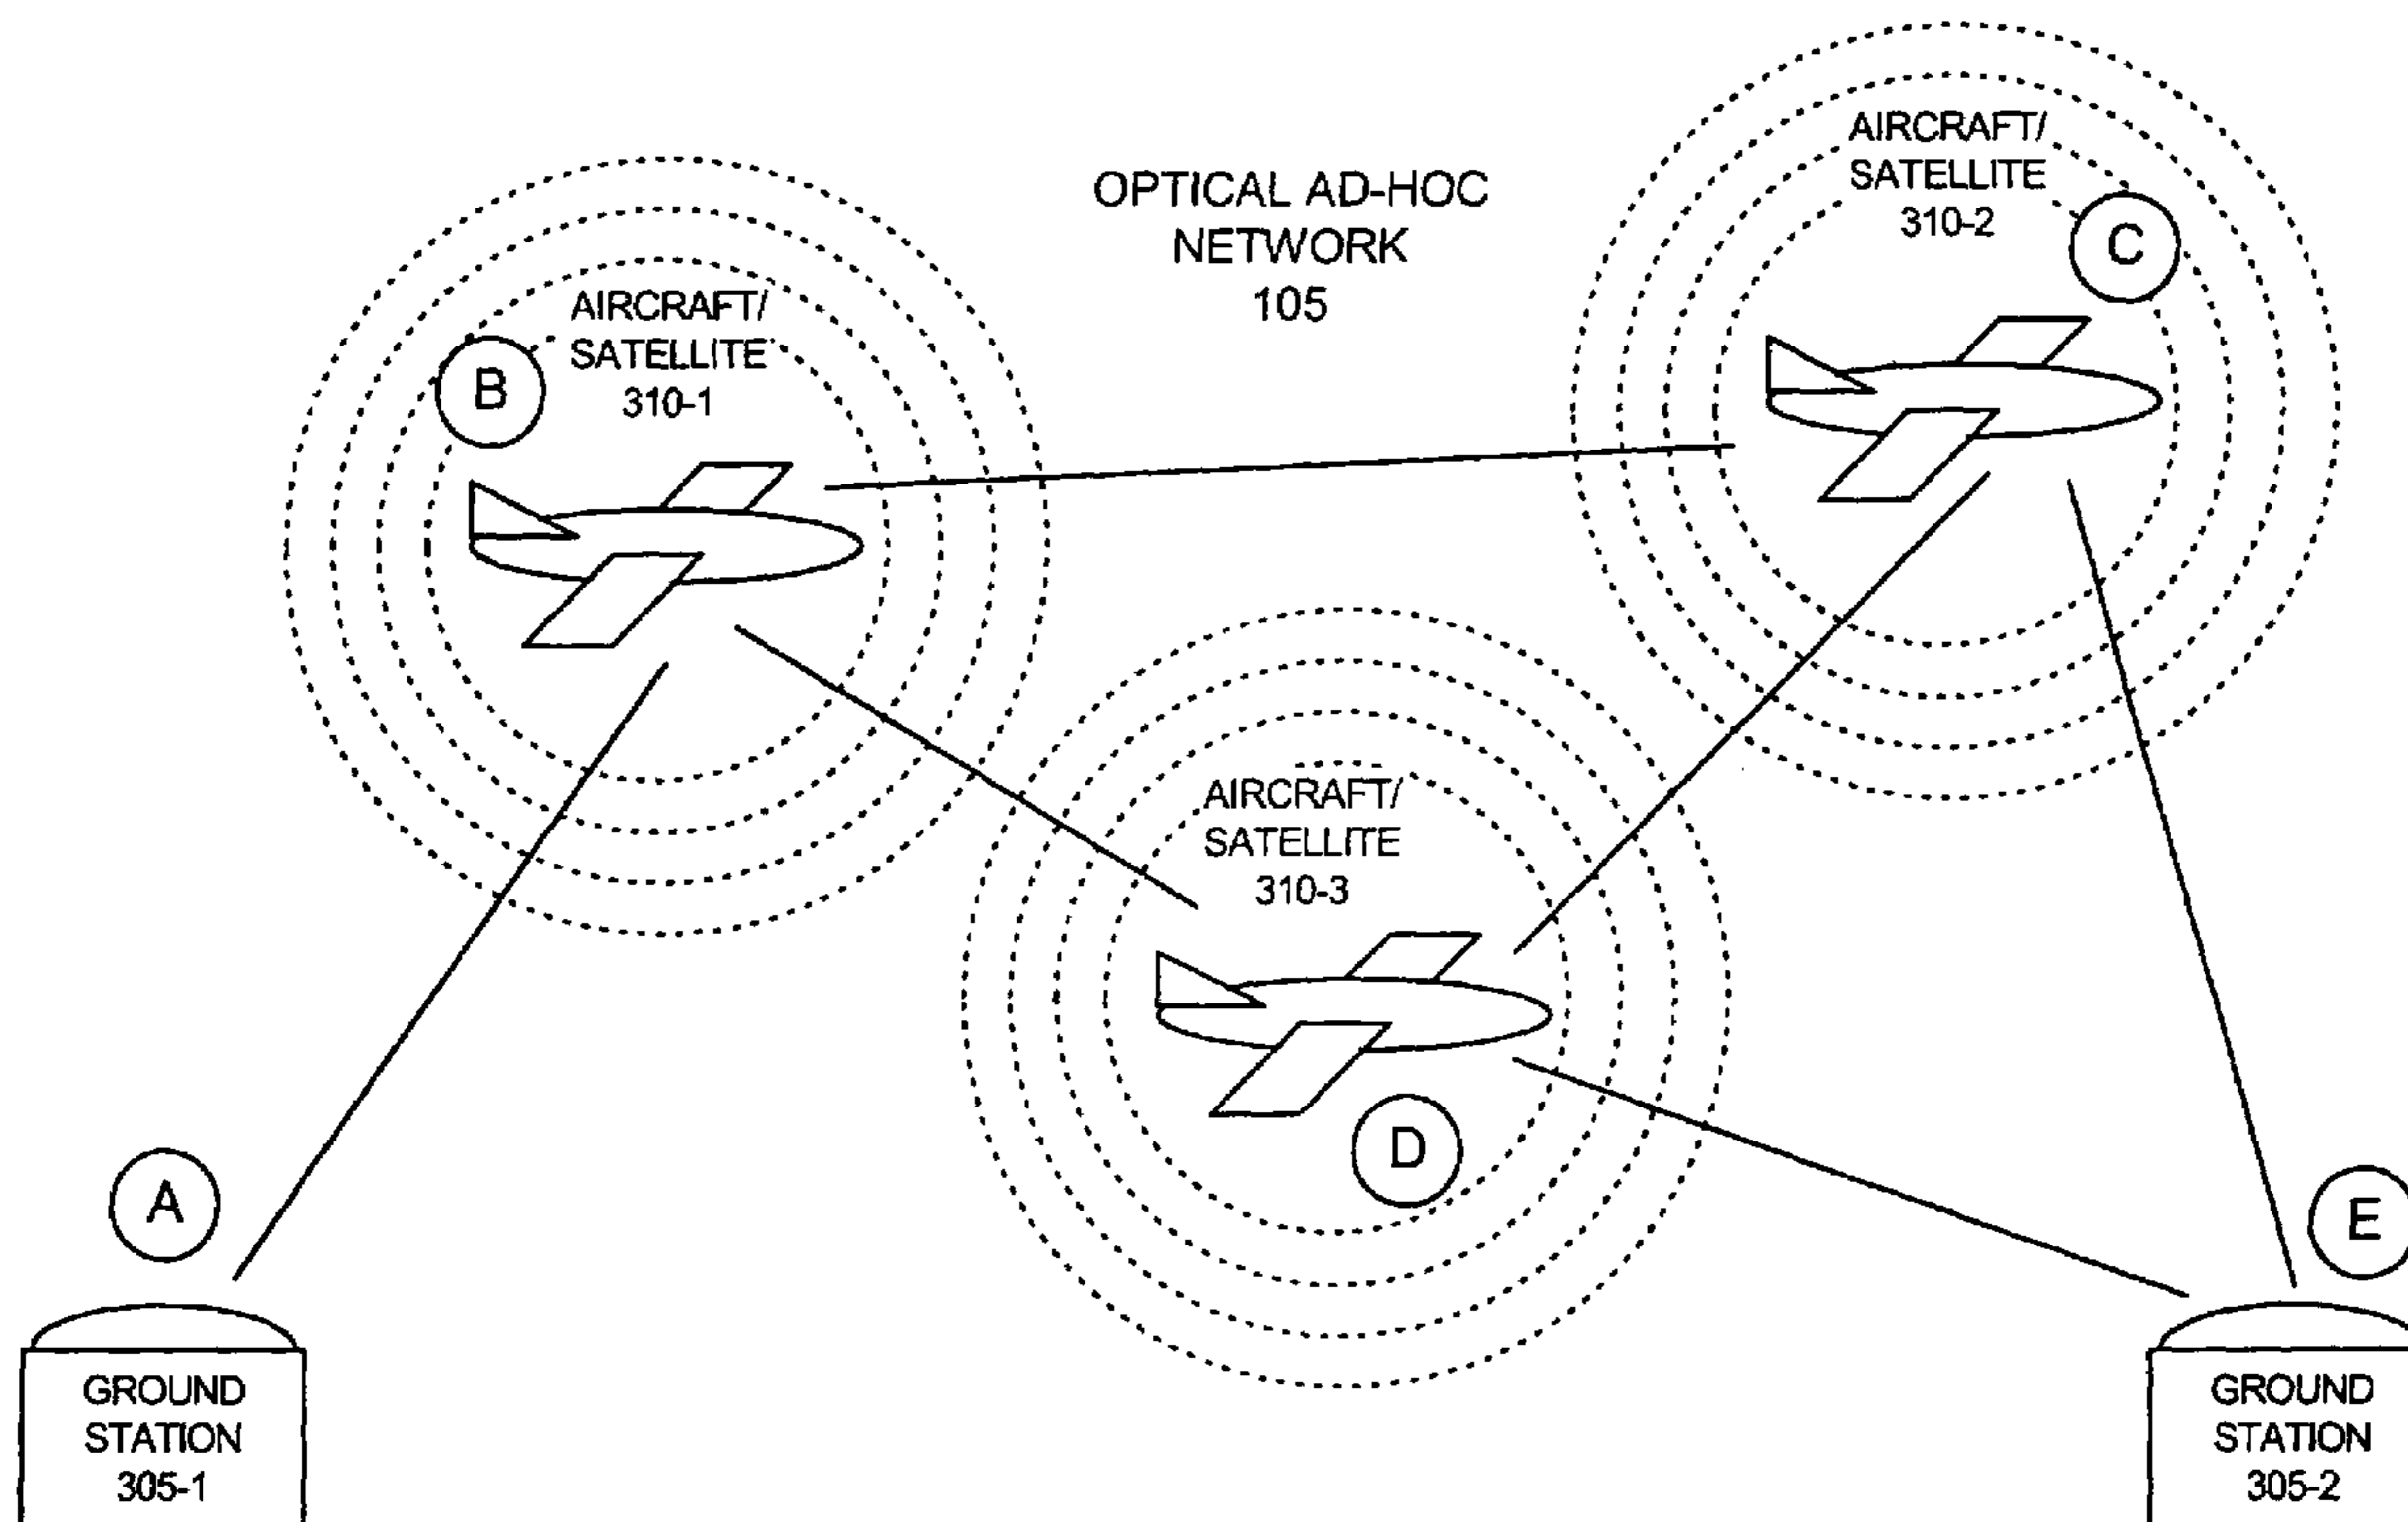 OPTICAL AD-HOC
NETWORK
105
AIRCRAFT/
SATELLITE
310-2
C
AIRCRAFT/
SATELLITE
310-1
B
AIRCRAFT/
SATELLITE
310-3
D
A
GROUND
STATION
305-1
E
GROUND
STATION
305-2